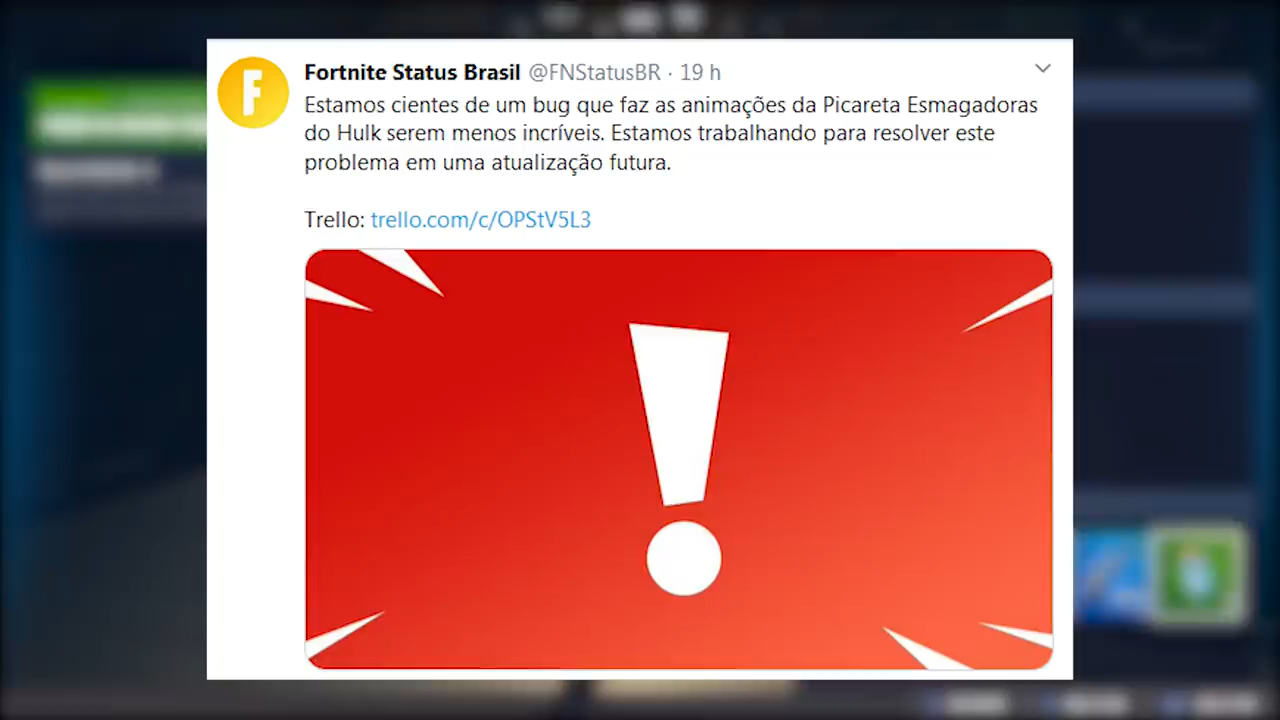 Fortnite Status Brasil @FNStatusBR · 19 h
Estamos cientes de um bug que faz as animações da Picareta Esmagadoras
do Hulk serem menos incríveis. Estamos trabalhando para resolver este
problema em uma atualização futura.
Trello: trello.com/c/OPStV5L3